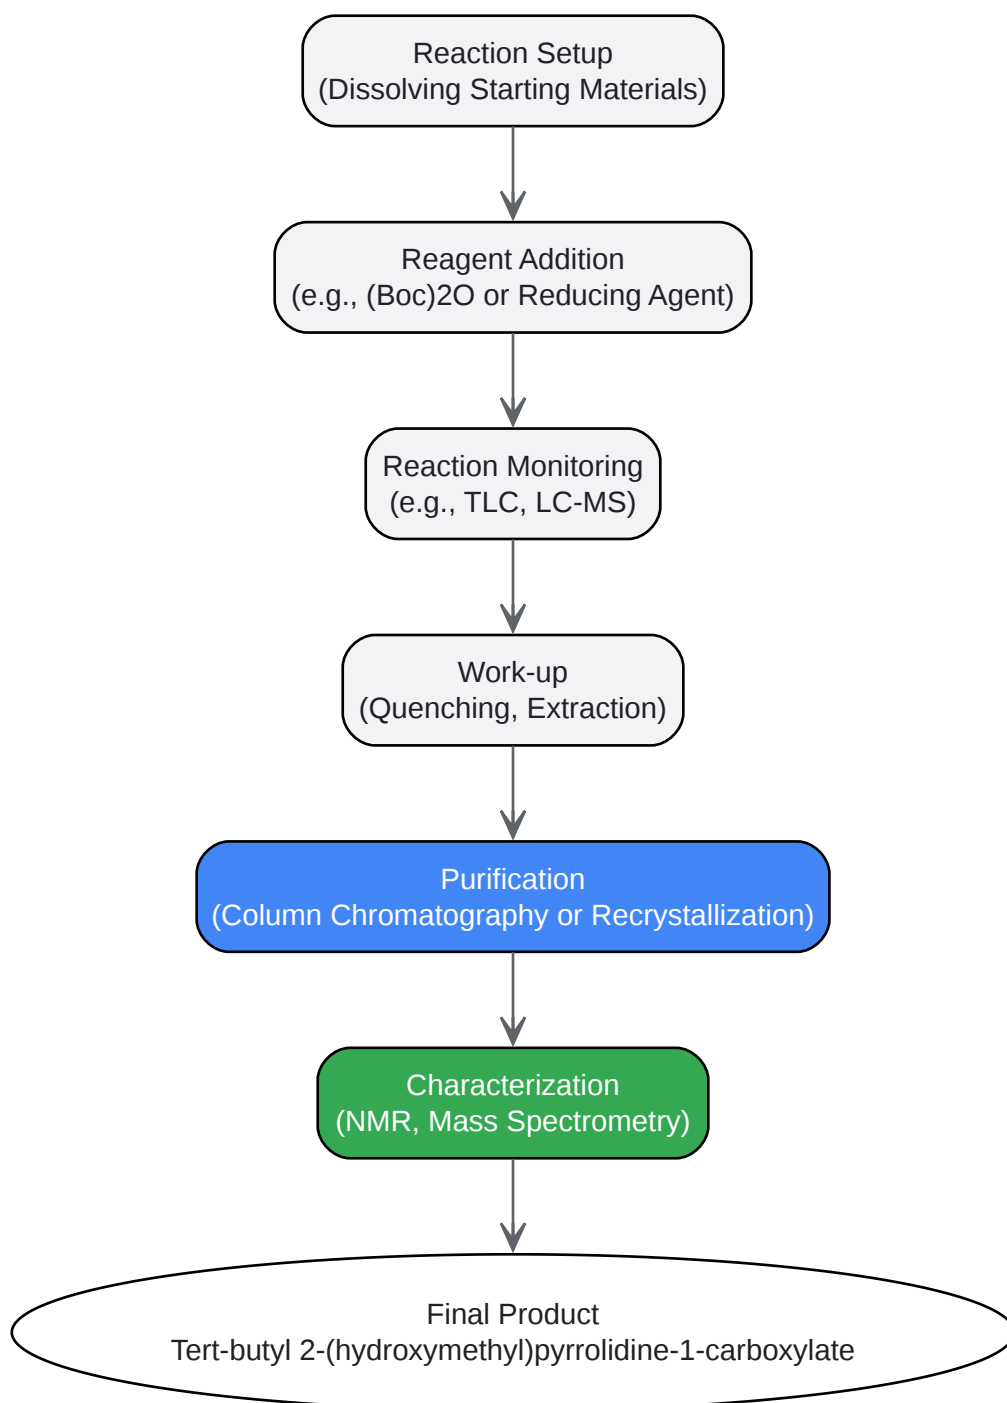 Reaction Setup
(Dissolving Starting Materials)
Reagent Addition
(e.g., (Boc)2O or Reducing Agent)
Reaction Monitoring
(e.g., TLC, LC-MS)
Work-up
(Quenching, Extraction)
Purification
(Column Chromatography or Recrystallization)
Characterization
(NMR, Mass Spectrometry)
Final Product
Tert-butyl 2-(hydroxymethyl)pyrrolidine-1-carboxylate